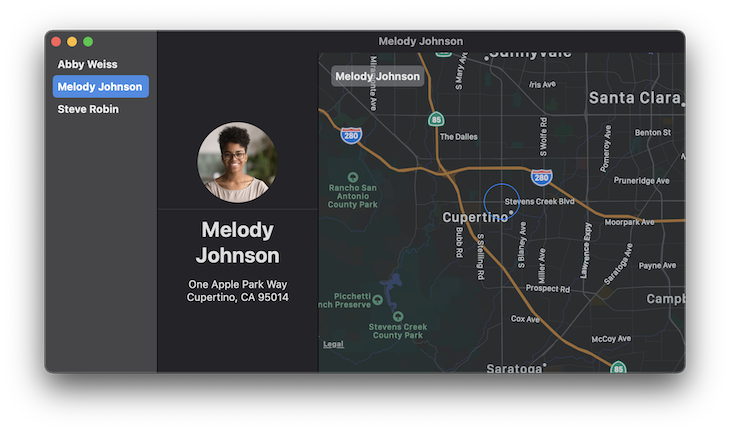 Melody Johnson
Abby Weiss
Melody Johnson
Steve Robin
Melody
Johnson
One Apple Park Way
Cupertino, CA 95014
Melody Johnson
Sunnyvale
S Mary Ave
Iris Ave
Santa Clara
85
280
The Dalles
S Wolfe Rd
Pomeroy Ave
Benton St
280
Pruneridge Ave
Rancho San
Antonio
County Park
Stevens Creek Blvd
Cupertino
Moorpark Ave
Bubb Rd
S Stelling Rd
S Blaney Ave
Miller Ave
Lawrence Expy
Saratoga Ave
Payne Ave
Prospect Rd
Picchetti
nch Preserve
Campb
Stevens Creek
County Park
Cox Ave
McCoy Ave
Legal
Saratoga
85